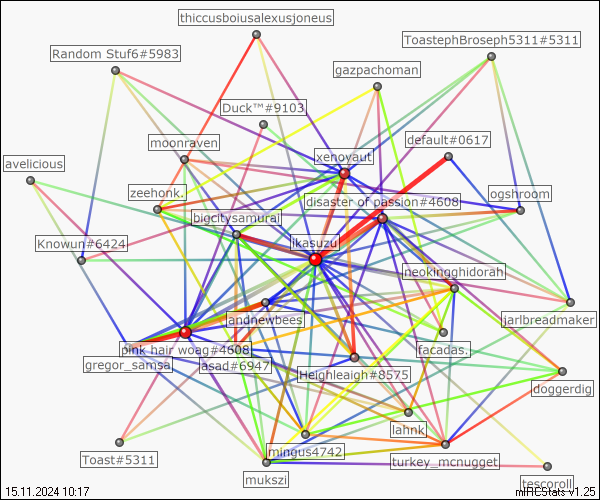 thiccusboiusalexusjoneus
ToastephBroseph5311#5311
Random Stuf6#5983
gazpachoman
Duck™#9103
default#0617
moonraven
xenoyaut
avelicious
zeehonk.
disaster of passion#4608
ogshroom
bigcitysamurai
ikasuzu
Knowun#6424
neokingghidorah
andnewbees
jarlbreadmaker
pink hair woag#4608
facadas.
gregor_samsa
asad#6947
Heighleaigh#8575
doggerdig
lahnk
mingus4742
Toast#5311
turkey_mcnugget
mukszi
tescoroll
15.11.2024 10:17
mIRCStats v1.25